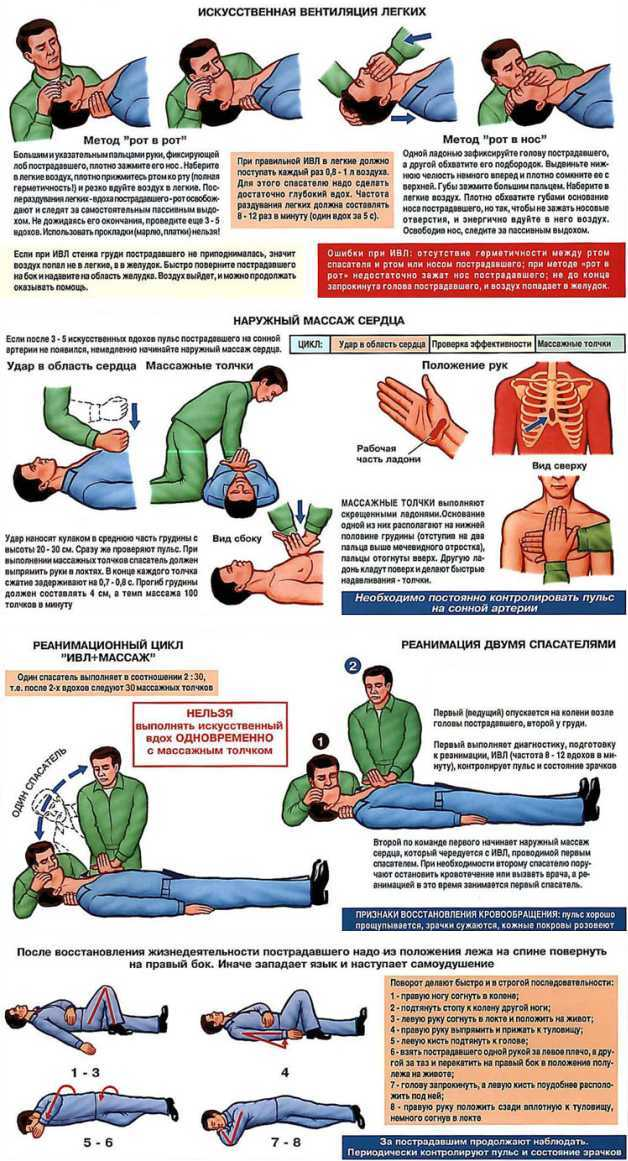 ИСКУССТВЕННАЯ ВЕНТИЛЯЦИЯ ЛЕГКИХ
Метод "рот в рот"
Большим и указательным пальцами руки, фиксирующей
лоб пострадавшего, плотно зажмите его нос. Наберите
в легкие воздух, плотно прижмитесь ртом ко рту (полная
герметичность!) и резко вдуйте воздух в легкие. Пос-
ле раздувания легких - вдоха пострадавшего - рот освобож-
дают и следят за самостоятельным пассивным выдо-
хом. Не дожидаясь его окончания, проведите еще 3 - 5
вдохов. Использовать прокладки (марлю, платки) нельзя!
При правильной ИВЛ в легкие должно
поступать каждый раз 0,8 - 1 л воздуха.
Для этого спасателю надо сделать
достаточно глубокий вдох. Частота
раздувания легких должна составлять
8 - 12 раз в минуту (один вдох за 5 с).
Метод "рот в нос"
Одной ладонью зафиксируйте голову пострадавшего,
а другой обхватите его подбородок. Выдвиньте ниж-
нюю челюсть немного вперед и плотно сомкните ее с
верхней. Губы зажмите большим пальцем. Наберите в
легкие воздух. Плотно обхватите губами основание
носа пострадавшего, но так, чтобы не зажать носовые
отверстия, и энергично вдуйте в него воздух.
Освободив нос, следите за пассивным выдохом.
Если при ИВЛ стенка груди пострадавшего не приподнималась, значит
воздух попал не в легкие, а в желудок. Быстро поверните пострадавшего
на бок и надавите на область желудка. Воздух выйдет, и можно продолжать
оказывать помощь.
Ошибки при ИВЛ: отсутствие герметичности между ртом
спасателя и ртом или носом пострадавшего; при методе «рот в
рот» недостаточно зажат нос пострадавшего; не до конца
запрокинута голова пострадавшего, и воздух попадает в желудок.
НАРУЖНЫЙ МАССАЖ СЕРДЦА
Если после 3 - 5 искусственных вдохов пульс пострадавшего на сонной
артерии не появился, немедленно начинайте наружный массаж сердца.
ЦИКЛ: Удар в область сердца Проверка эффективности Массажные толчки
Удар в область сердца Массажные толчки
Положение рук
Рабочая
часть ладони
Вид сверху
Удар наносят кулаком в среднюю часть грудины с
высоты 20 - 30 см. Сразу же проверяют пульс. При
выполнении массажных толчков спасатель должен
выпрямить руки в локтях. В конце каждого толчка
сжатие задерживают на 0,7 - 0,8 с. Прогиб грудины
должен составлять 4 см, а темп массажа 100
толчков в минуту
Вид сбоку
МАССАЖНЫЕ ТОЛЧКИ выполняют
скрещенными ладонями. Основание
одной из них располагают на нижней
половине грудины (отступив на два
пальца выше мечевидного отростка),
пальцы отогнуты вверх. Другую ла-
донь кладут поверх и делают быстрые
надавливания - толчки.
Необходимо постоянно контролировать пульс
на сонной артерии
РЕАНИМАЦИОННЫЙ ЦИКЛ
"ИВЛ+МАССАЖ"
Один спасатель выполняет в соотношении 2 : 30,
т.е. после 2-х вдохов следуют 30 массажных толчков
НЕЛЬЗЯ
выполнять искусственный
вдох ОДНОВРЕМЕННО
с массажным толчком
ОДИН СПАСАТЕЛЬ
РЕАНИМАЦИЯ ДВУМЯ СПАСАТЕЛЯМИ
2
1
Первый (ведущий) опускается на колени возле
головы пострадавшего, второй у груди.
Первый выполняет диагностику, подготовку
к реанимации, ИВЛ (частота 8 - 12 вдохов в ми-
нуту), контролирует пульс и состояние зрачков
Второй по команде первого начинает наружный массаж
сердца, который чередуется с ИВЛ, проводимой первым
спасателем. При необходимости второму спасателю пору-
чают остановить кровотечение или вызвать врача, а ре-
анимацией в это время занимается первый спасатель.
ПРИЗНАКИ ВОССТАНОВЛЕНИЯ КРОВООБРАЩЕНИЯ: пульс хорошо
прощупывается, зрачки сужаются, кожные покровы розовеют
После восстановления жизнедеятельности пострадавшего надо из положения лежа на спине повернуть
на правый бок. Иначе западает язык и наступает самоудушение
1 - 3
4
5 - 6
7 - 8
Поворот делают быстро и в строгой последовательности:
1 - правую ногу согнуть в колене;
2 - подтянуть стопу к колену другой ноги;
3 - левую руку согнуть в локте и положить на живот;
4 - правую руку выпрямить и прижать к туловищу;
5 - левую кисть подтянуть к голове;
6 - взять пострадавшего одной рукой за левое плечо, а дру-
гой за таз и перекатить на правый бок в положение полу-
лежа на животе;
7 - голову запрокинуть, а левую кисть поудобнее располо-
жить под ней;
8 - правую руку положить сзади вплотную к туловищу,
немного согнув в локте
За пострадавшим продолжают наблюдать.
Периодически контролируют пульс и состояние зрачков